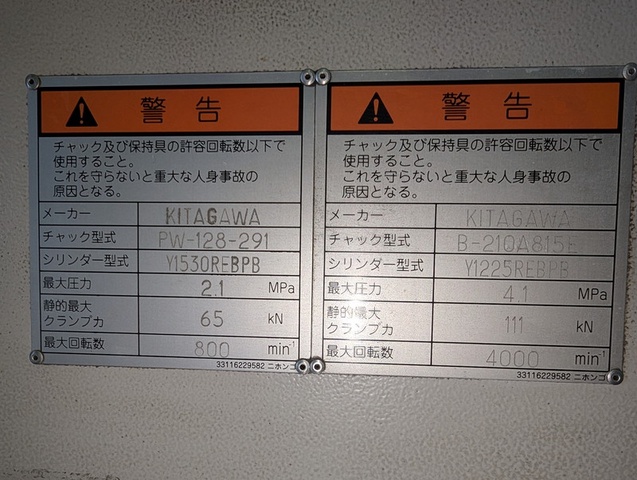 警告
チャック及び保持具の許容回転数以下で
使用すること。
これを守らないと重大な人身事故の
原因となる。
メーカー KITAGAWA
チャック型式 PW-128-291
シリンダー型式 Y1530REBPB
最大圧力 2.1 MPa
静的最大
クランプ力 65 kN
最大回転数 800 min⁻¹
33116229582 ニホンゴ
警告
チャック及び保持具の許容回転数以下で
使用すること。
これを守らないと重大な人身事故の
原因となる。
メーカー KITAGAWA
チャック型式 B-210A815E
シリンダー型式 Y1225REBPB
最大圧力 4.1 MPa
静的最大
クランプ力 111 kN
最大回転数 4000 min⁻¹
33116229582 ニホンゴ